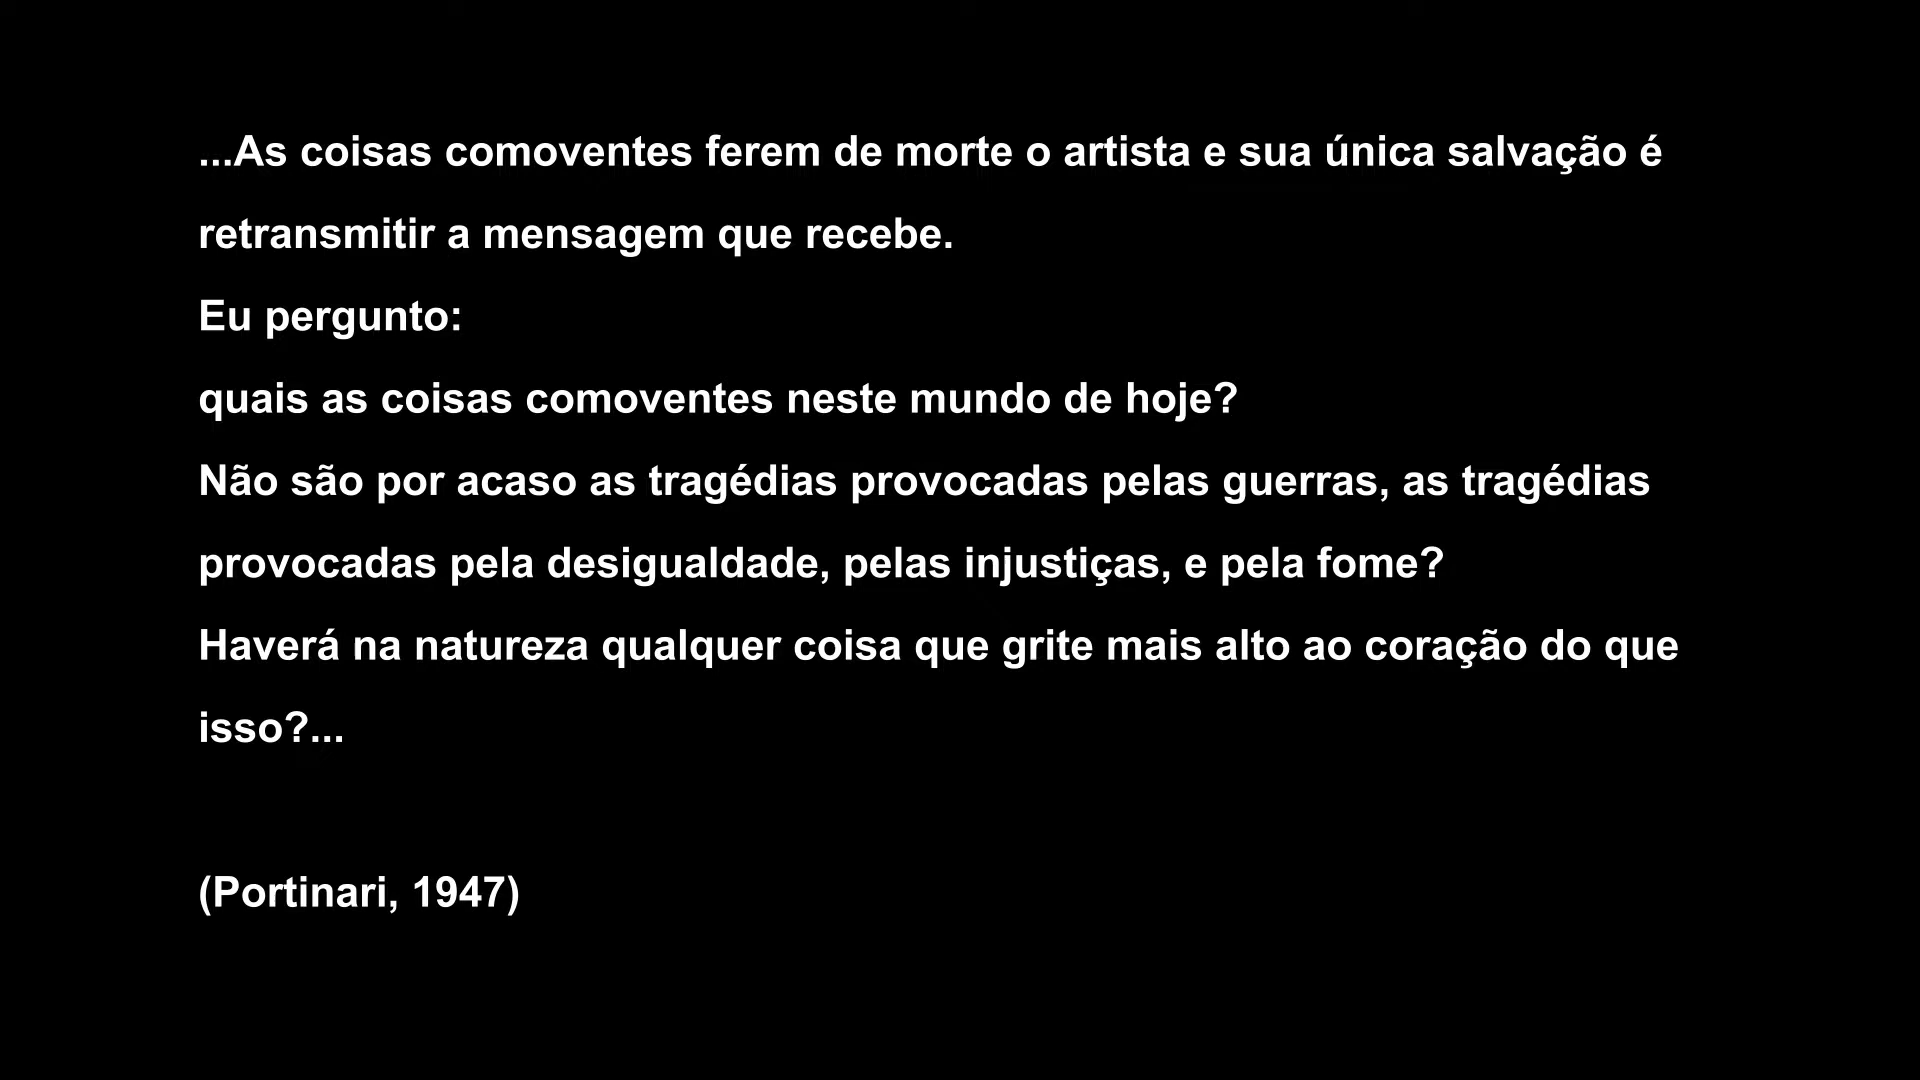 ...As coisas comoventes ferem de morte o artista e sua única salvação é
retransmitir a mensagem que recebe.
Eu pergunto:
quais as coisas comoventes neste mundo de hoje?
Não são por acaso as tragédias provocadas pelas guerras, as tragédias
provocadas pela desigualdade, pelas injustiças, e pela fome?
Haverá na natureza qualquer coisa que grite mais alto ao coração do que
isso?...
(Portinari, 1947)